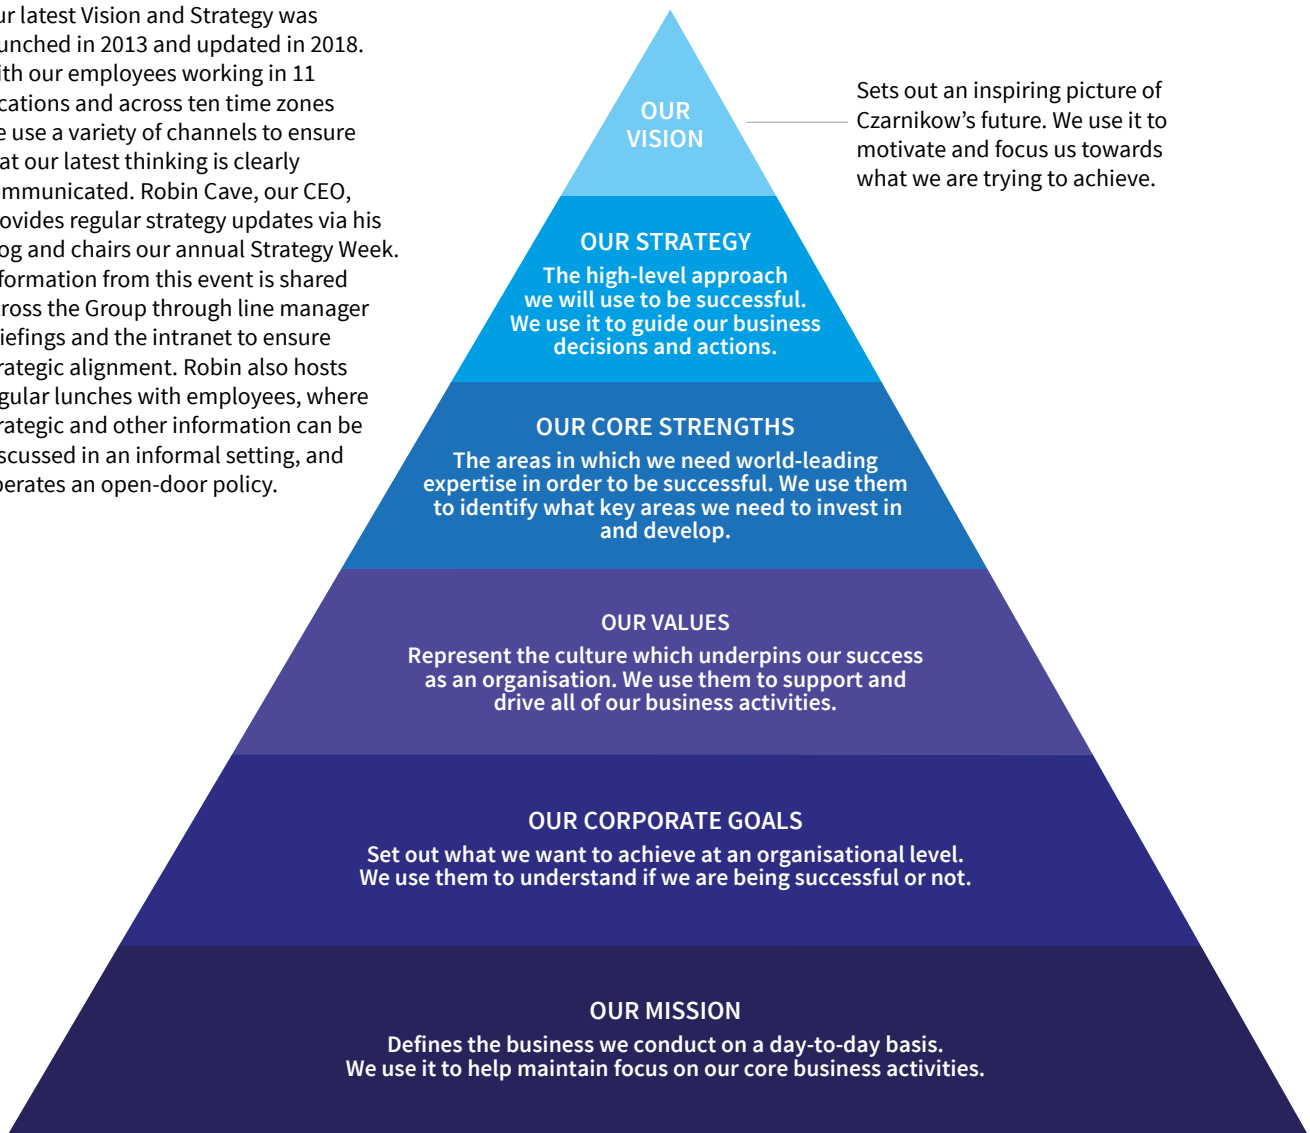 ur latest Vision and Strategy was
unched in 2013 and updated in 2018.
ith our employees working in 11
cations and across ten time zones
e use a variety of channels to ensure
at our latest thinking is clearly
ommunicated. Robin Cave, our CEO,
ovides regular strategy updates via his
og and chairs our annual Strategy Week.
formation from this event is shared
cross the Group through line manager
iefings and the intranet to ensure
rategic alignment. Robin also hosts
gular lunches with employees, where
rategic and other information can be
scussed in an informal setting, and
perates an open-door policy.
OUR
VISION
Sets out an inspiring picture of
Czarnikow’s future. We use it to
motivate and focus us towards
what we are trying to achieve.
OUR STRATEGY
The high-level approach
we will use to be successful.
We use it to guide our business
decisions and actions.
OUR CORE STRENGTHS
The areas in which we need world-leading
expertise in order to be successful. We use them
to identify what key areas we need to invest in
and develop.
OUR VALUES
Represent the culture which underpins our success
as an organisation. We use them to support and
drive all of our business activities.
OUR CORPORATE GOALS
Set out what we want to achieve at an organisational level.
We use them to understand if we are being successful or not.
OUR MISSION
Defines the business we conduct on a day-to-day basis.
We use it to help maintain focus on our core business activities.